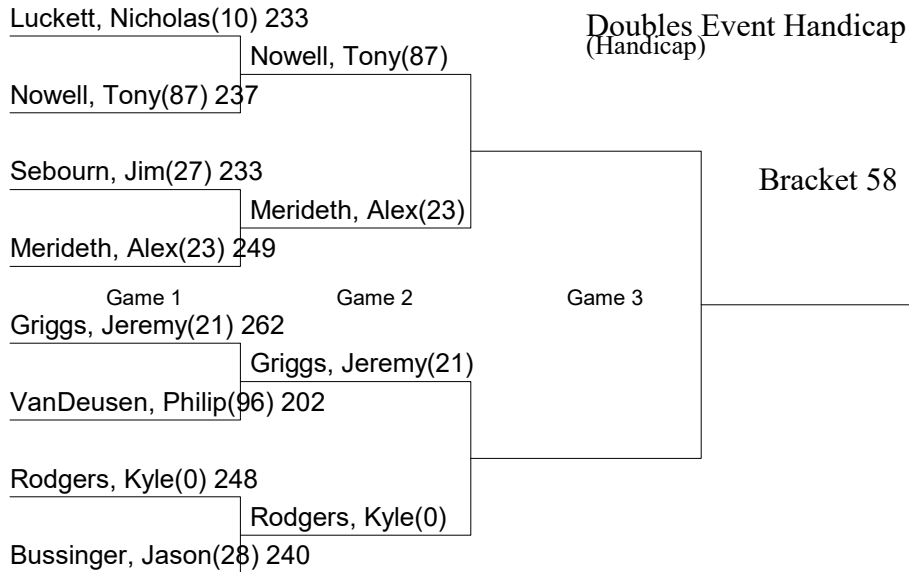 Luckett, Nicholas(10) 233
Doubles Event Handicap
(Handicap)
Nowell, Tony(87)
Nowell, Tony(87) 237
Sebourn, Jim(27) 233
Bracket 58
Merideth, Alex(23)
Merideth, Alex(23) 249
Game 1
Game 2
Game 3
Griggs, Jeremy(21) 262
Griggs, Jeremy(21)
VanDeusen, Philip(96) 202
Rodgers, Kyle(0) 248
Rodgers, Kyle(0)
Bussinger, Jason(28) 240